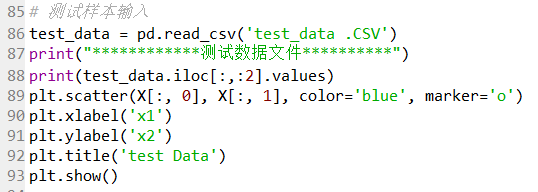 85 # 测试样本输入
86 test_data = pd.read_csv('test_data .CSV')
87 print("************测试数据文件**********")
88 print(test_data.iloc[:,:2].values)
89 plt.scatter(X[:, 0], X[:, 1], color='blue', marker='o')
90 plt.xlabel('x1')
91 plt.ylabel('x2')
92 plt.title('test Data')
93 plt.show()